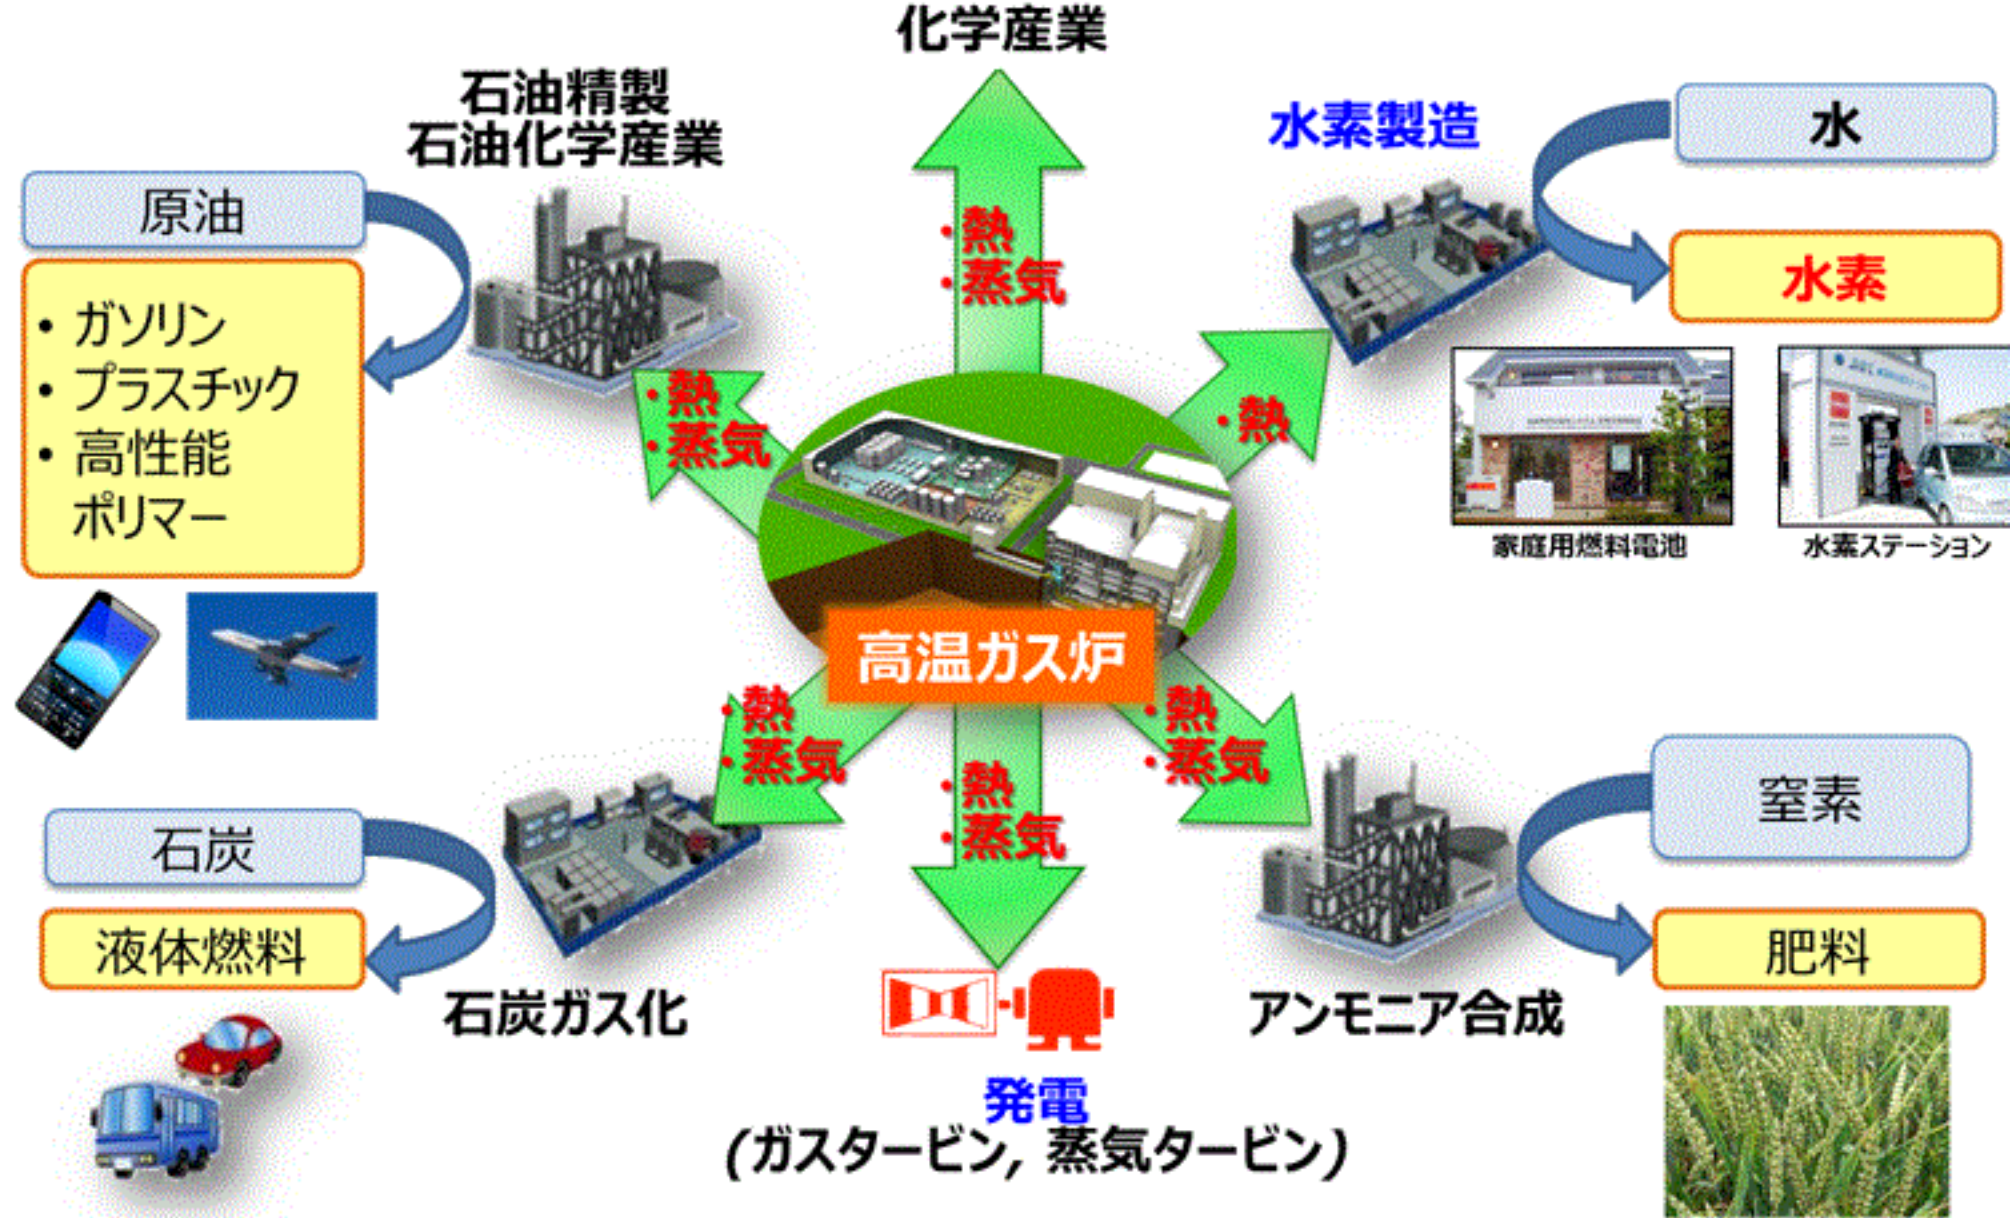 化学産業
石油精製
石油化学産業
水素製造
水
原油
・熱
・蒸気
水素
・ガソリン
・プラスチック
・高性能
ポリマー
・熱
・蒸気
・熱
家庭用燃料電池
水素ステーション
高温ガス炉
・熱
・蒸気
・熱
・蒸気
・熱
・蒸気
窒素
石炭
液体燃料
肥料
石炭ガス化
アンモニア合成
発電
(ガスタービン, 蒸気タービン)